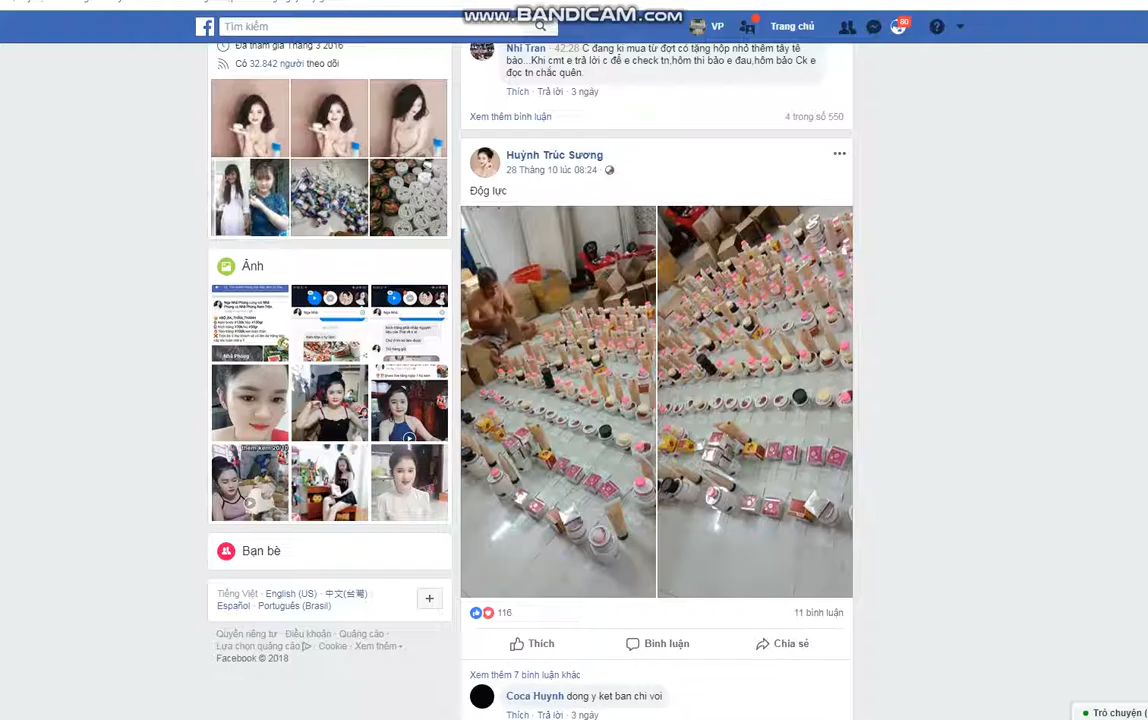 www.BANDICAM.com
Tìm kiếm
VP
Trang chủ
80
Đã tham gia Tháng 3 2016
Có 32.842 người theo dõi
Ảnh
Bạn bè
Tiếng Việt · English (US) · 中文(台灣) ·
Español · Português (Brasil)
Quyền riêng tư · Điều khoản · Quảng cáo ·
Lựa chọn quảng cáo · Cookie · Xem thêm
Facebook © 2018
Nhi Tran · 42:28 C đang kí mua từ đợt có tặng hộp nhỏ thêm tẩy tế
bào...Khi cmt e trả lời c để e check tn,hôm thì bảo e đau,hôm bảo Ck e
đọc tn chắc quên.
Thích · Trả lời · 3 ngày
Xem thêm bình luận
4 trong số 550
Huỳnh Trúc Sương
28 Tháng 10 lúc 08:24
Độg lực
116
11 bình luận
Thích
Bình luận
Chia sẻ
Xem thêm 7 bình luận khác
Coca Huynh dong y ket ban chi voi
Thích · Trả lời · 3 ngày
Trò chuyện (